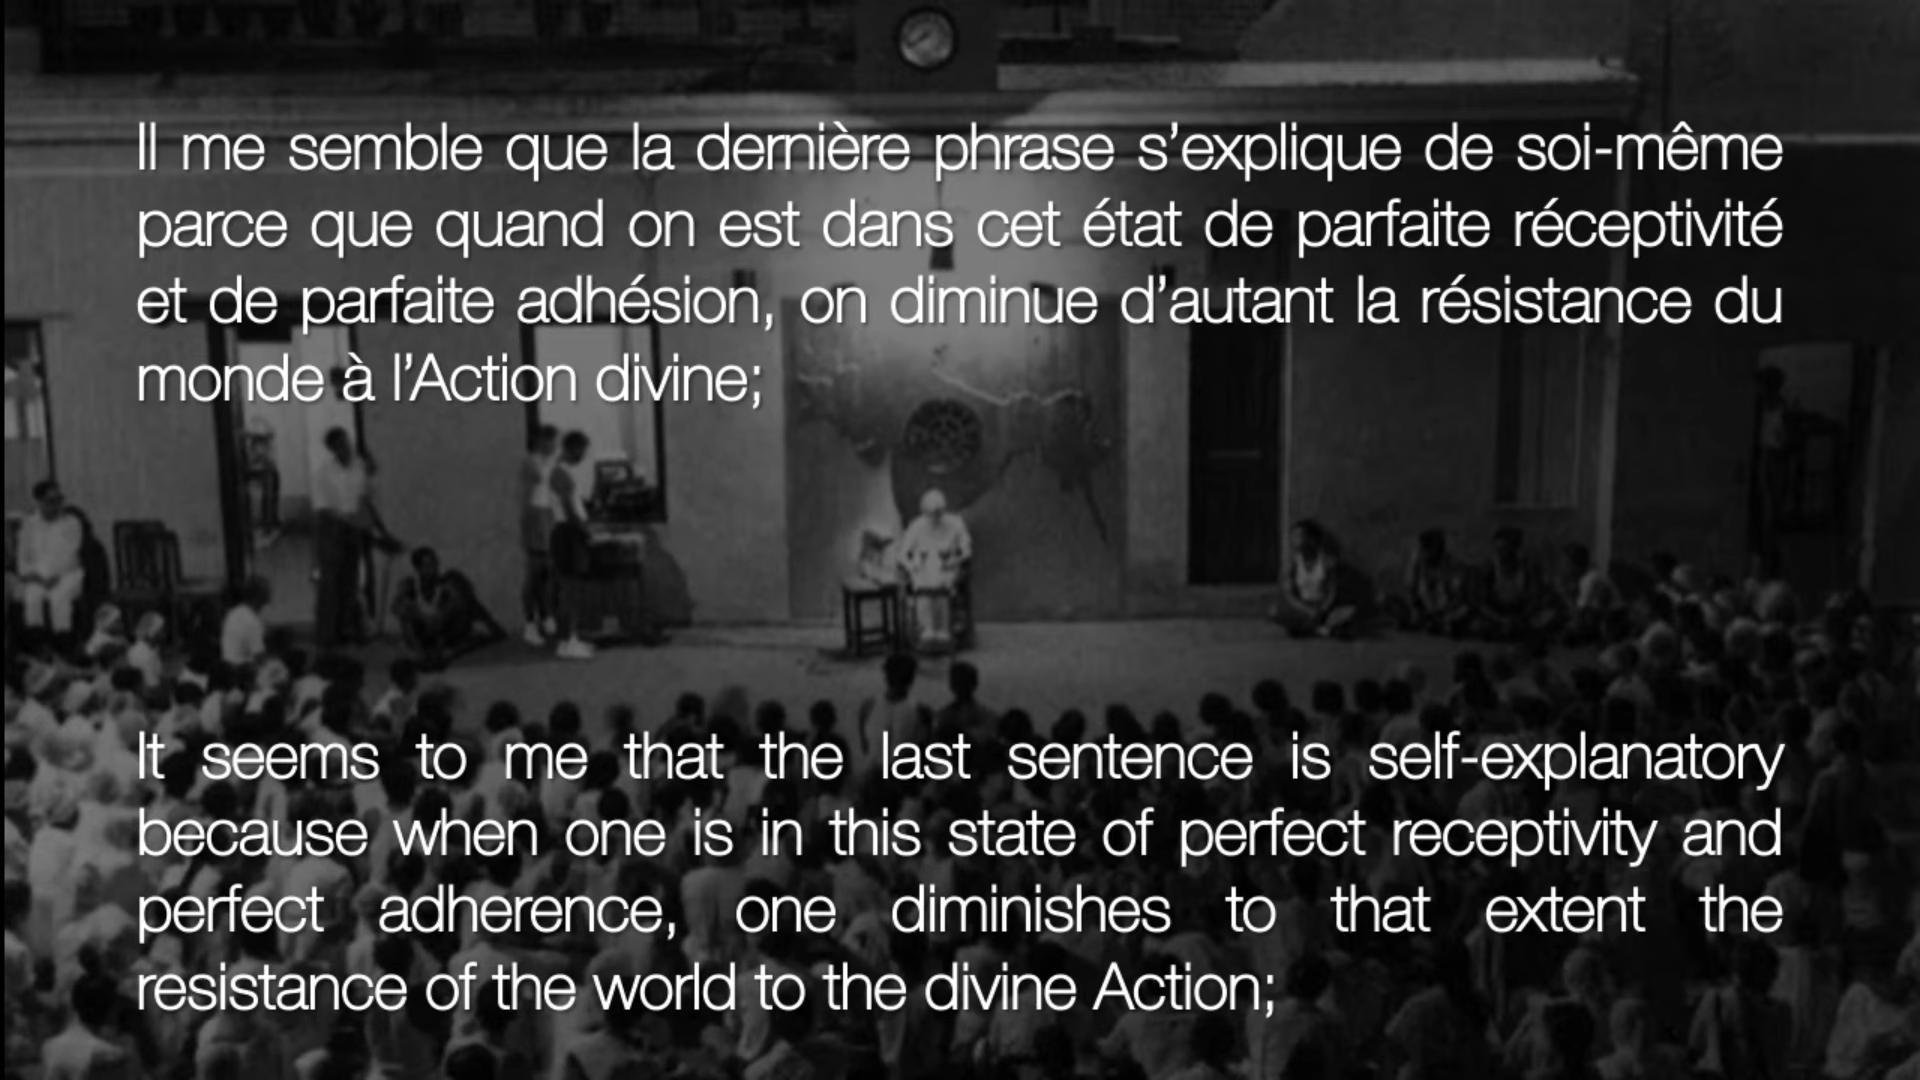 Il me semble que la dernière phrase s’explique de soi-même
parce que quand on est dans cet état de parfaite réceptivité
et de parfaite adhésion, on diminue d’autant la résistance du
monde à l’Action divine;
It seems to me that the last sentence is self-explanatory
because when one is in this state of perfect receptivity and
perfect adherence, one diminishes to that extent the
resistance of the world to the divine Action;